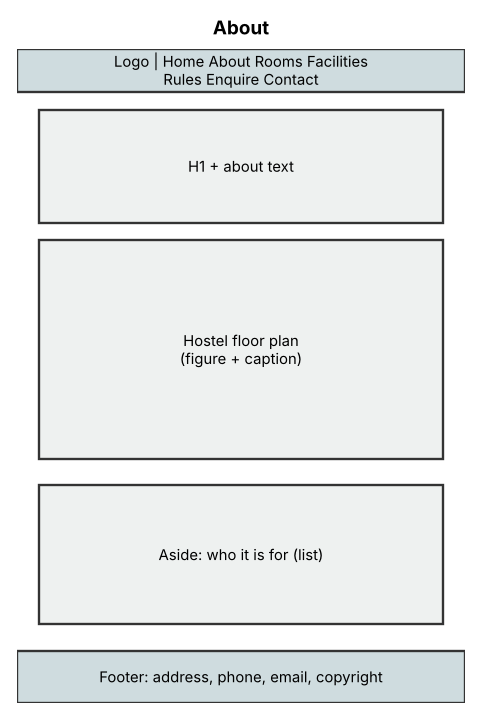 About
Logo | Home About Rooms Facilities
Rules Enquire Contact
H1 + about text
Hostel floor plan
(figure + caption)
Aside: who it is for (list)
Footer: address, phone, email, copyright